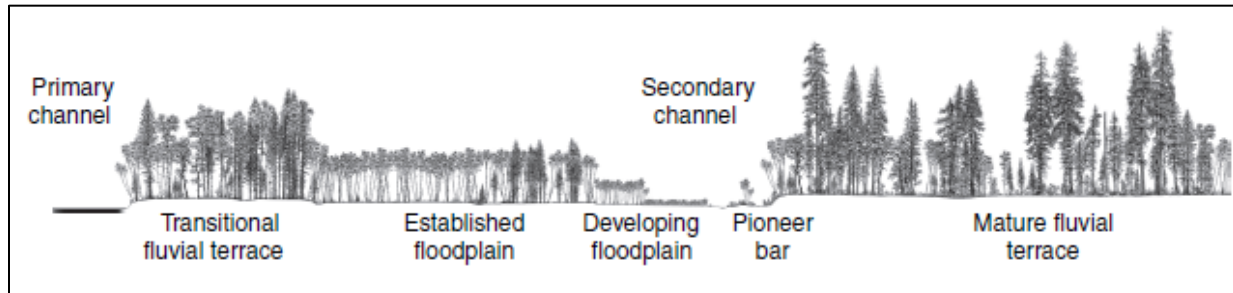 Primary
channel
Secondary
channel
Transitional
fluvial terrace
Established
floodplain
Developing
floodplain
Pioneer
bar
Mature fluvial
terrace